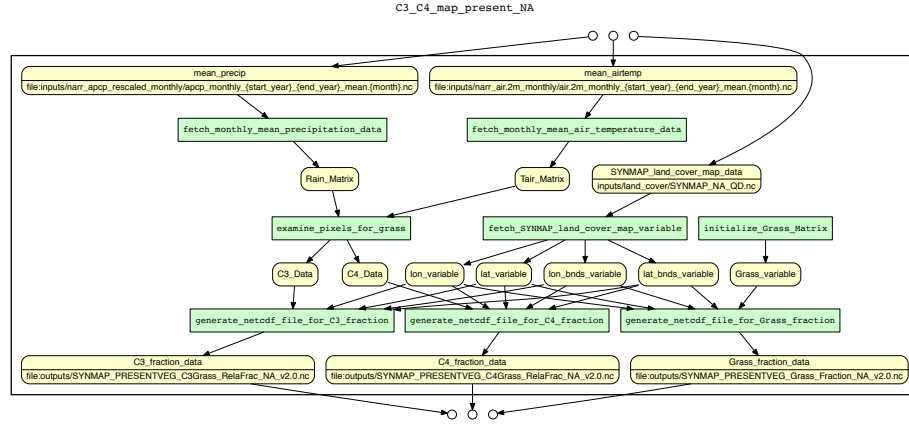 C3_C4_map_present_NA
mean_precip
file:inputs/narr_apcp_rescaled_monthly/apcp_monthly_{start_year}_{end_year}_mean.{month}.nc
mean_airtemp
file:inputs/narr_air.2m_monthly/air.2m_monthly_{start_year}_{end_year}_mean.{month}.nc
fetch_monthly_mean_precipitation_data
fetch_monthly_mean_air_temperature_data
Rain_Matrix
Tair_Matrix
SYNMAP_land_cover_map_data
inputs/land_cover/SYNMAP_NA_QD.nc
examine_pixels_for_grass
fetch_SYNMAP_land_cover_map_variable
initialize_Grass_Matrix
C3_Data
C4_Data
lon_variable
lat_variable
lon_bnds_variable
lat_bnds_variable
Grass_variable
generate_netcdf_file_for_C3_fraction
generate_netcdf_file_for_C4_fraction
generate_netcdf_file_for_Grass_fraction
C3_fraction_data
file:outputs/SYNMAP_PRESENTVEG_C3Grass_RelaFrac_NA_v2.0.nc
C4_fraction_data
file:outputs/SYNMAP_PRESENTVEG_C4Grass_RelaFrac_NA_v2.0.nc
Grass_fraction_data
file:outputs/SYNMAP_PRESENTVEG_Grass_Fraction_NA_v2.0.nc